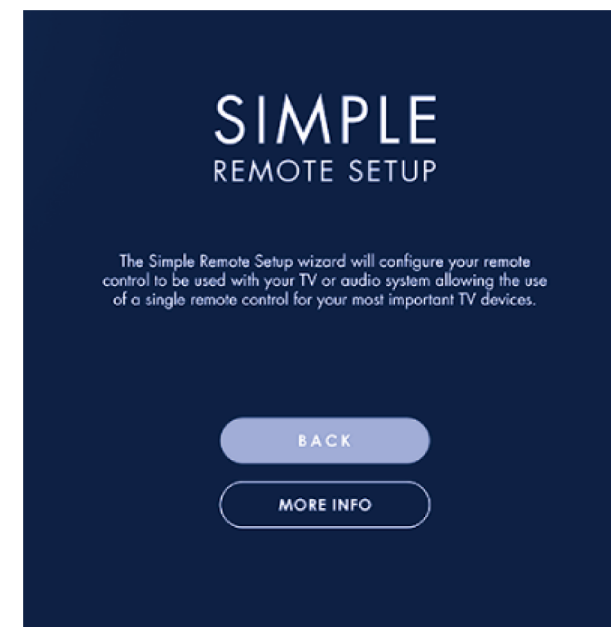 SIMPLE
REMOTE SETUP
The Simple Remote Setup wizard will configure your remote
control to be used with your TV or audio system allowing the use
of a single remote control for your most important TV devices.
BACK
MORE INFO